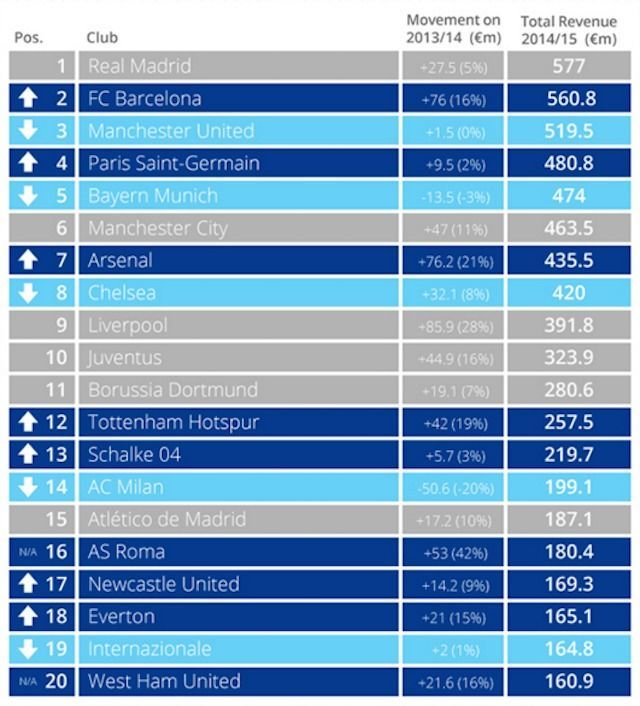 Pos. Club Movement on 2013/14 (€m) Total Revenue 2014/15 (€m)
1 Real Madrid +27.5 (5%) 577
2 FC Barcelona +76 (16%) 560.8
3 Manchester United +1.5 (0%) 519.5
4 Paris Saint-Germain +9.5 (2%) 480.8
5 Bayern Munich -13.5 (-3%) 474
6 Manchester City +47 (11%) 463.5
7 Arsenal +76.2 (21%) 435.5
8 Chelsea +32.1 (8%) 420
9 Liverpool +85.9 (28%) 391.8
10 Juventus +44.9 (16%) 323.9
11 Borussia Dortmund +19.1 (7%) 280.6
12 Tottenham Hotspur +42 (19%) 257.5
13 Schalke 04 +5.7 (3%) 219.7
14 AC Milan -50.6 (-20%) 199.1
15 Atlético de Madrid +17.2 (10%) 187.1
N/A 16 AS Roma +53 (42%) 180.4
17 Newcastle United +14.2 (9%) 169.3
18 Everton +21 (15%) 165.1
19 Internazionale +2 (1%) 164.8
N/A 20 West Ham United +21.6 (16%) 160.9